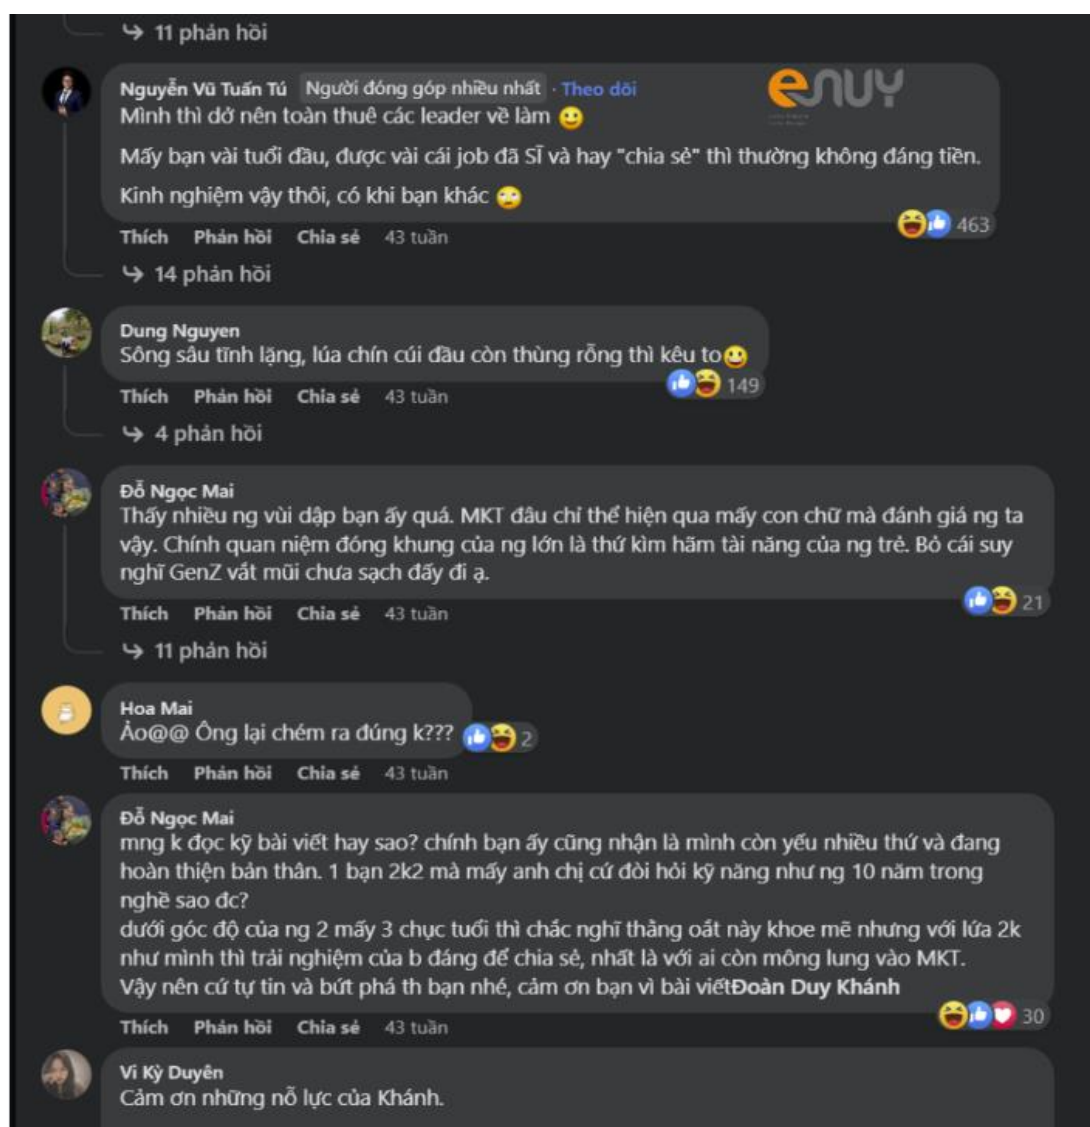 11 phản hồi
Nguyễn Vũ Tuấn Tú Người đóng góp nhiều nhất · Theo dõi
enuy
Mình thì dở nên toàn thuê các leader về làm 🙂
Mấy bạn vài tuổi đầu, được vài cái job đã SĨ và hay "chia sẻ" thì thường không đáng tiền.
Kinh nghiệm vậy thôi, có khi bạn khác 🙄
463
Thích Phản hồi Chia sẻ 43 tuần
14 phản hồi
Dung Nguyen
Sông sâu tĩnh lặng, lúa chín cúi đầu còn thùng rỗng thì kêu to😀
149
Thích Phản hồi Chia sẻ 43 tuần
4 phản hồi
Đỗ Ngọc Mai
Thấy nhiều ng vùi dập bạn ấy quá. MKT đâu chỉ thể hiện qua mấy con chữ mà đánh giá ng ta
vậy. Chính quan niệm đóng khung của ng lớn là thứ kìm hãm tài năng của ng trẻ. Bỏ cái suy
nghĩ GenZ vắt mũi chưa sạch đấy đi ạ.
21
Thích Phản hồi Chia sẻ 43 tuần
11 phản hồi
Hoa Mai
Ảo@@ Ông lại chém ra đúng k???
2
Thích Phản hồi Chia sẻ 43 tuần
Đỗ Ngọc Mai
mng k đọc kỹ bài viết hay sao? chính bạn ấy cũng nhận là mình còn yếu nhiều thứ và đang
hoàn thiện bản thân. 1 bạn 2k2 mà mấy anh chị cứ đòi hỏi kỹ năng như ng 10 năm trong
nghề sao đc?
dưới góc độ của ng 2 mấy 3 chục tuổi thì chắc nghĩ thằng oắt này khoe mẽ nhưng với lứa 2k
như mình thì trải nghiệm của b đáng để chia sẻ, nhất là với ai còn mông lung vào MKT.
Vậy nên cứ tự tin và bứt phá th bạn nhé, cảm ơn bạn vì bài viếtĐoàn Duy Khánh
30
Thích Phản hồi Chia sẻ 43 tuần
Vi Kỳ Duyên
Cảm ơn những nỗ lực của Khánh.